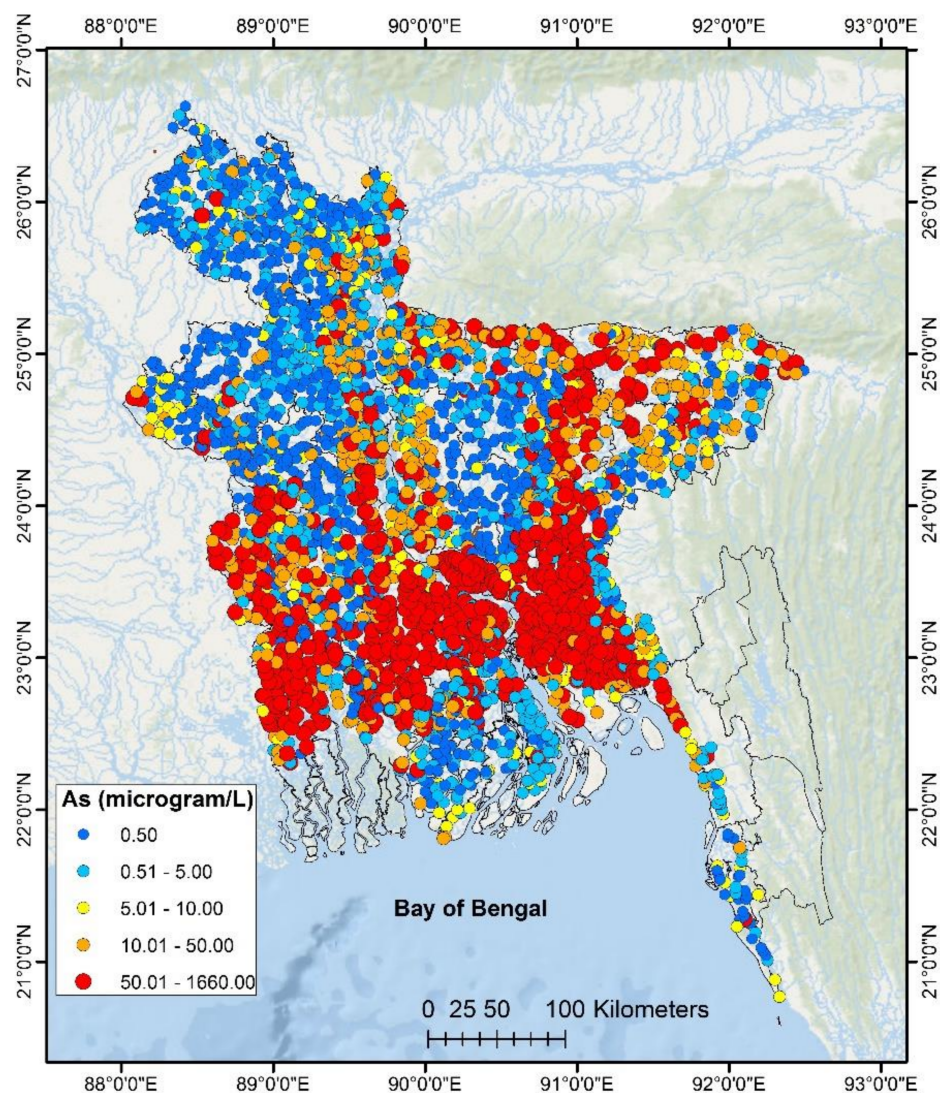 88°0'0"E 89°0'0"E 90°0'0"E 91°0'0"E 92°0'0"E 93°0'0"E
27°0'0"N 27°0'0"N
26°0'0"N 26°0'0"N
25°0'0"N 25°0'0"N
24°0'0"N 24°0'0"N
23°0'0"N 23°0'0"N
22°0'0"N 22°0'0"N
21°0'0"N 21°0'0"N
As (microgram/L)
0.50
0.51 - 5.00
5.01 - 10.00
10.01 - 50.00
50.01 - 1660.00
Bay of Bengal
0 25 50 100 Kilometers
88°0'0"E 89°0'0"E 90°0'0"E 91°0'0"E 92°0'0"E 93°0'0"E